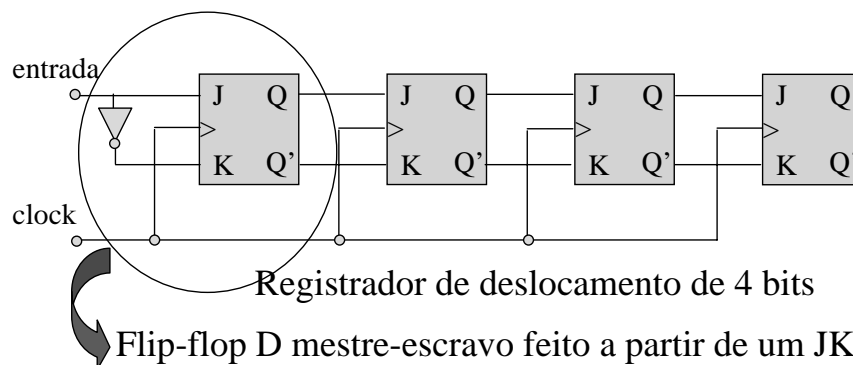 entrada
J Q J Q J Q J Q
K Q' K Q' K Q' K Q'
clock
Registrador de deslocamento de 4 bits
Flip-flop D mestre-escravo feito a partir de um JK